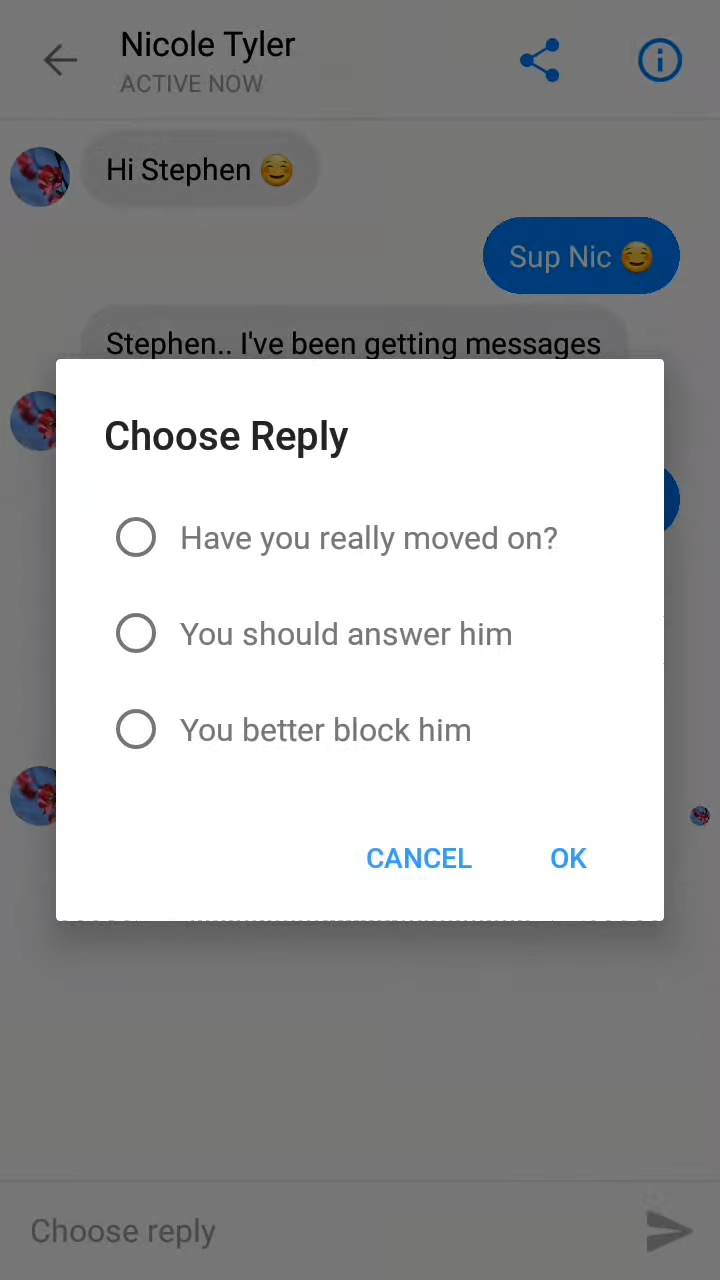 Nicole Tyler
ACTIVE NOW
Hi Stephen ☺️
Sup Nic ☺️
Stephen.. I've been getting messages
Choose Reply
Have you really moved on?
You should answer him
You better block him
CANCEL
OK
Choose reply